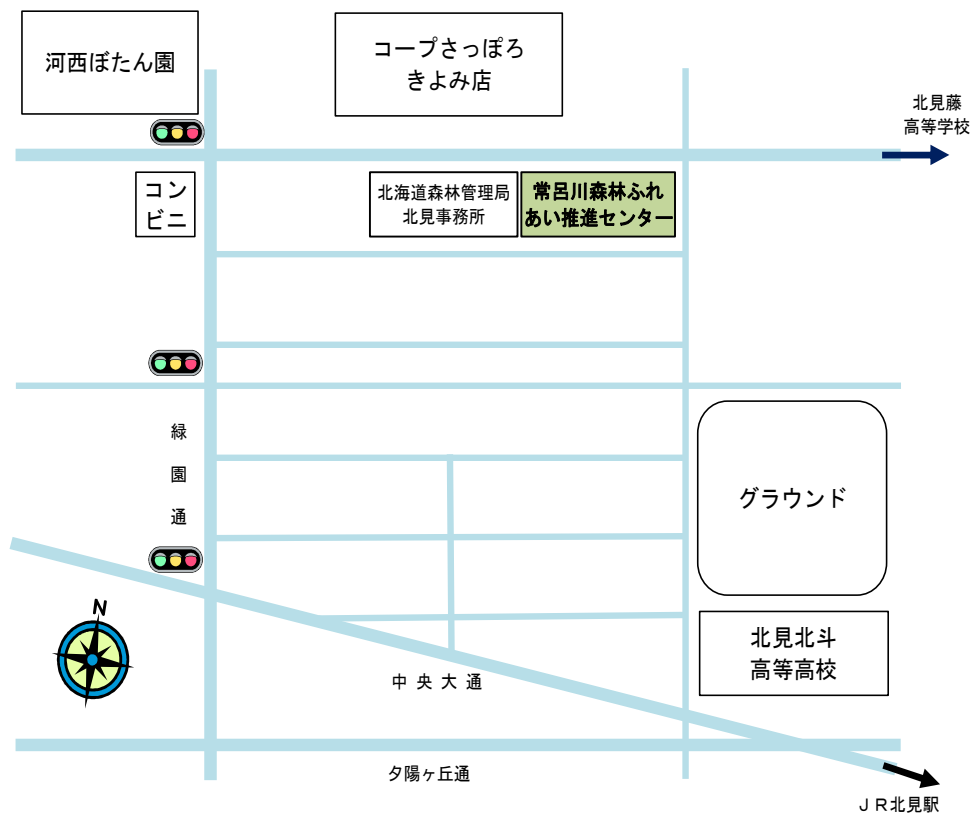 河西ぼたん園
コープさっぽろ
きよみ店
北見藤
高等学校
コン
ビニ
北海道森林管理局
北見事務所
常呂川森林ふれ
あい推進センター
緑園通
グラウンド
N
北見北斗
高等高校
中央大通
夕陽ヶ丘通
ＪＲ北見駅